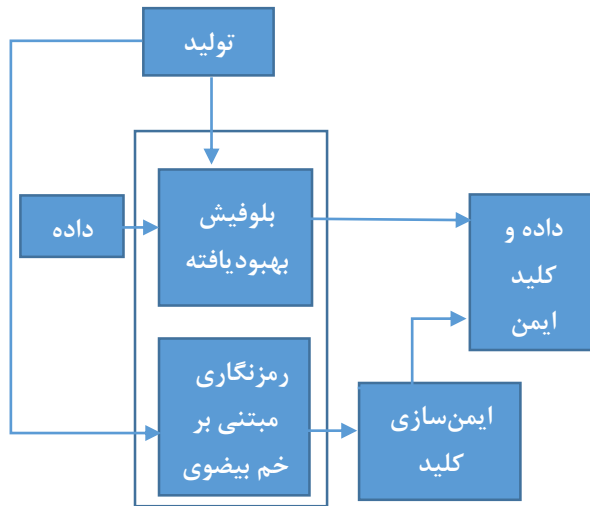 تولید
بلوفیش
بهبودیافته
داده
داده و
کلید
ایمن
رمزنگاری
مبتنی بر
خم بیضوی
ایمن‌سازی
کلید